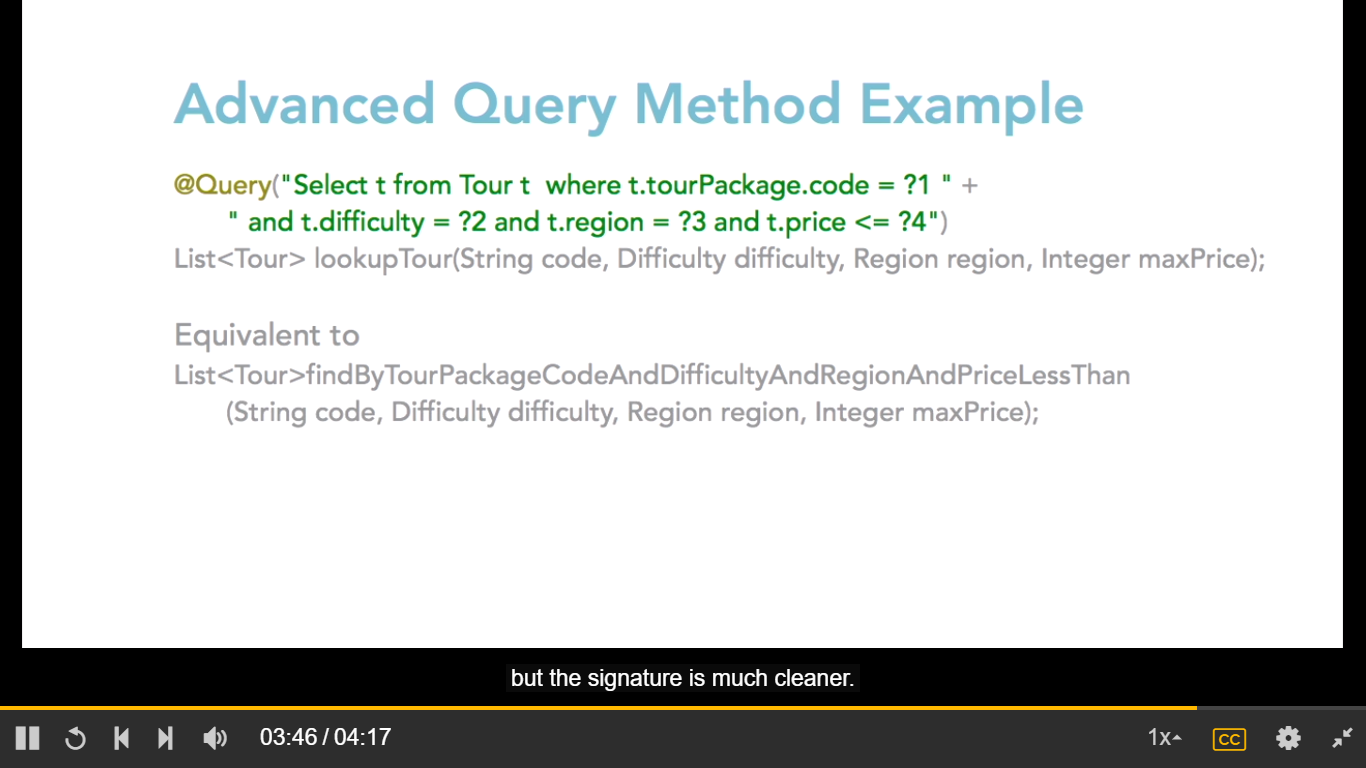 Advanced Query Method Example
@Query("Select t from Tour t  where t.tourPackage.code = ?1 " +
" and t.difficulty = ?2 and t.region = ?3 and t.price <= ?4")
List<Tour> lookupTour(String code, Difficulty difficulty, Region region, Integer maxPrice);
Equivalent to
List<Tour>findByTourPackageCodeAndDifficultyAndRegionAndPriceLessThan
(String code, Difficulty difficulty, Region region, Integer maxPrice);
but the signature is much cleaner.
03:46 / 04:17 1x CC